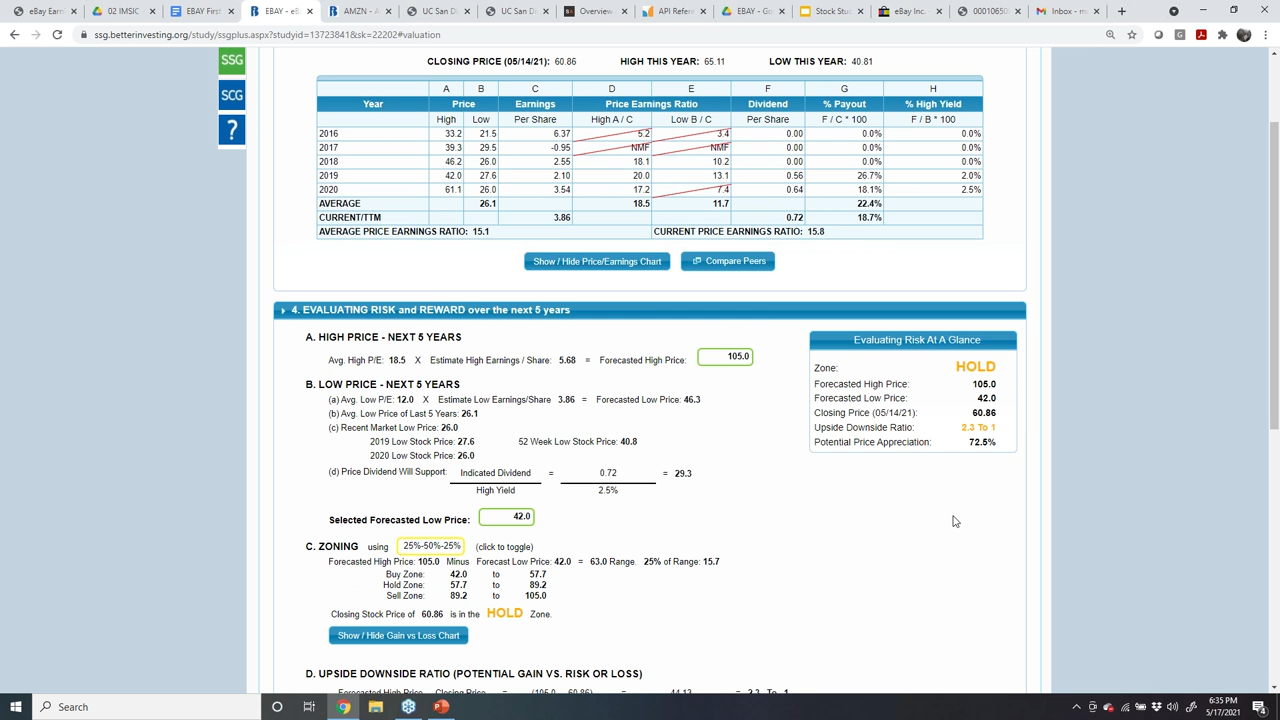 eBay Earni
02 IMSIC
EBAY First
EBAY - eB
AMZN - A
UC San Di
UC San Di
Overview
API Refer
EBAY - Go
Stock Stu
eBay Inc.
0001065
Inbox - m
ssg.betterinvesting.org/study/ssgplus.aspx?studyid=13723841&sk=22202#valuation
SSG
SCG
?
CLOSING PRICE (05/14/21): 60.86 HIGH THIS YEAR: 65.11 LOW THIS YEAR: 40.81
A B C D E F G H
Year Price Earnings Price Earnings Ratio Dividend % Payout % High Yield
High Low Per Share High A / C Low B / C Per Share F / C * 100 F / B * 100
2016 33.2 21.5 6.37 5.2 3.4 0.00 0.0% 0.0%
2017 39.3 29.5 -0.95 NMF NMF 0.00 0.0% 0.0%
2018 46.2 26.0 2.55 18.1 10.2 0.00 0.0% 0.0%
2019 42.0 27.6 2.10 20.0 13.1 0.56 26.7% 2.0%
2020 61.1 26.0 3.54 17.2 7.4 0.64 18.1% 2.5%
AVERAGE 26.1 18.5 11.7 22.4%
CURRENT/TTM 3.86 0.72 18.7%
AVERAGE PRICE EARNINGS RATIO: 15.1 CURRENT PRICE EARNINGS RATIO: 15.8
Show / Hide Price/Earnings Chart
Compare Peers
4. EVALUATING RISK and REWARD over the next 5 years
A. HIGH PRICE - NEXT 5 YEARS
Avg. High P/E: 18.5 X Estimate High Earnings / Share: 5.68 = Forecasted High Price: 105.0
B. LOW PRICE - NEXT 5 YEARS
(a) Avg. Low P/E: 12.0 X Estimate Low Earnings/Share 3.86 = Forecasted Low Price: 46.3
(b) Avg. Low Price of Last 5 Years: 26.1
(c) Recent Market Low Price: 26.0
2019 Low Stock Price: 27.6 52 Week Low Stock Price: 40.8
2020 Low Stock Price: 26.0
(d) Price Dividend Will Support: Indicated Dividend = 0.72 = 29.3
High Yield 2.5%
Selected Forecasted Low Price: 42.0
C. ZONING using 25%-50%-25% (click to toggle)
Forecasted High Price: 105.0 Minus Forecast Low Price: 42.0 = 63.0 Range. 25% of Range: 15.7
Buy Zone: 42.0 to 57.7
Hold Zone: 57.7 to 89.2
Sell Zone: 89.2 to 105.0
Closing Stock Price of 60.86 is in the HOLD Zone.
Show / Hide Gain vs Loss Chart
D. UPSIDE DOWNSIDE RATIO (POTENTIAL GAIN VS. RISK OR LOSS)
Forecasted High Price - Closing Price = (105.0 - 60.86) = 44.13 = 2.3 To 1
Evaluating Risk At A Glance
Zone: HOLD
Forecasted High Price: 105.0
Forecasted Low Price: 42.0
Closing Price (05/14/21): 60.86
Upside Downside Ratio: 2.3 To 1
Potential Price Appreciation: 72.5%
Search
6:35 PM
5/17/2021
4